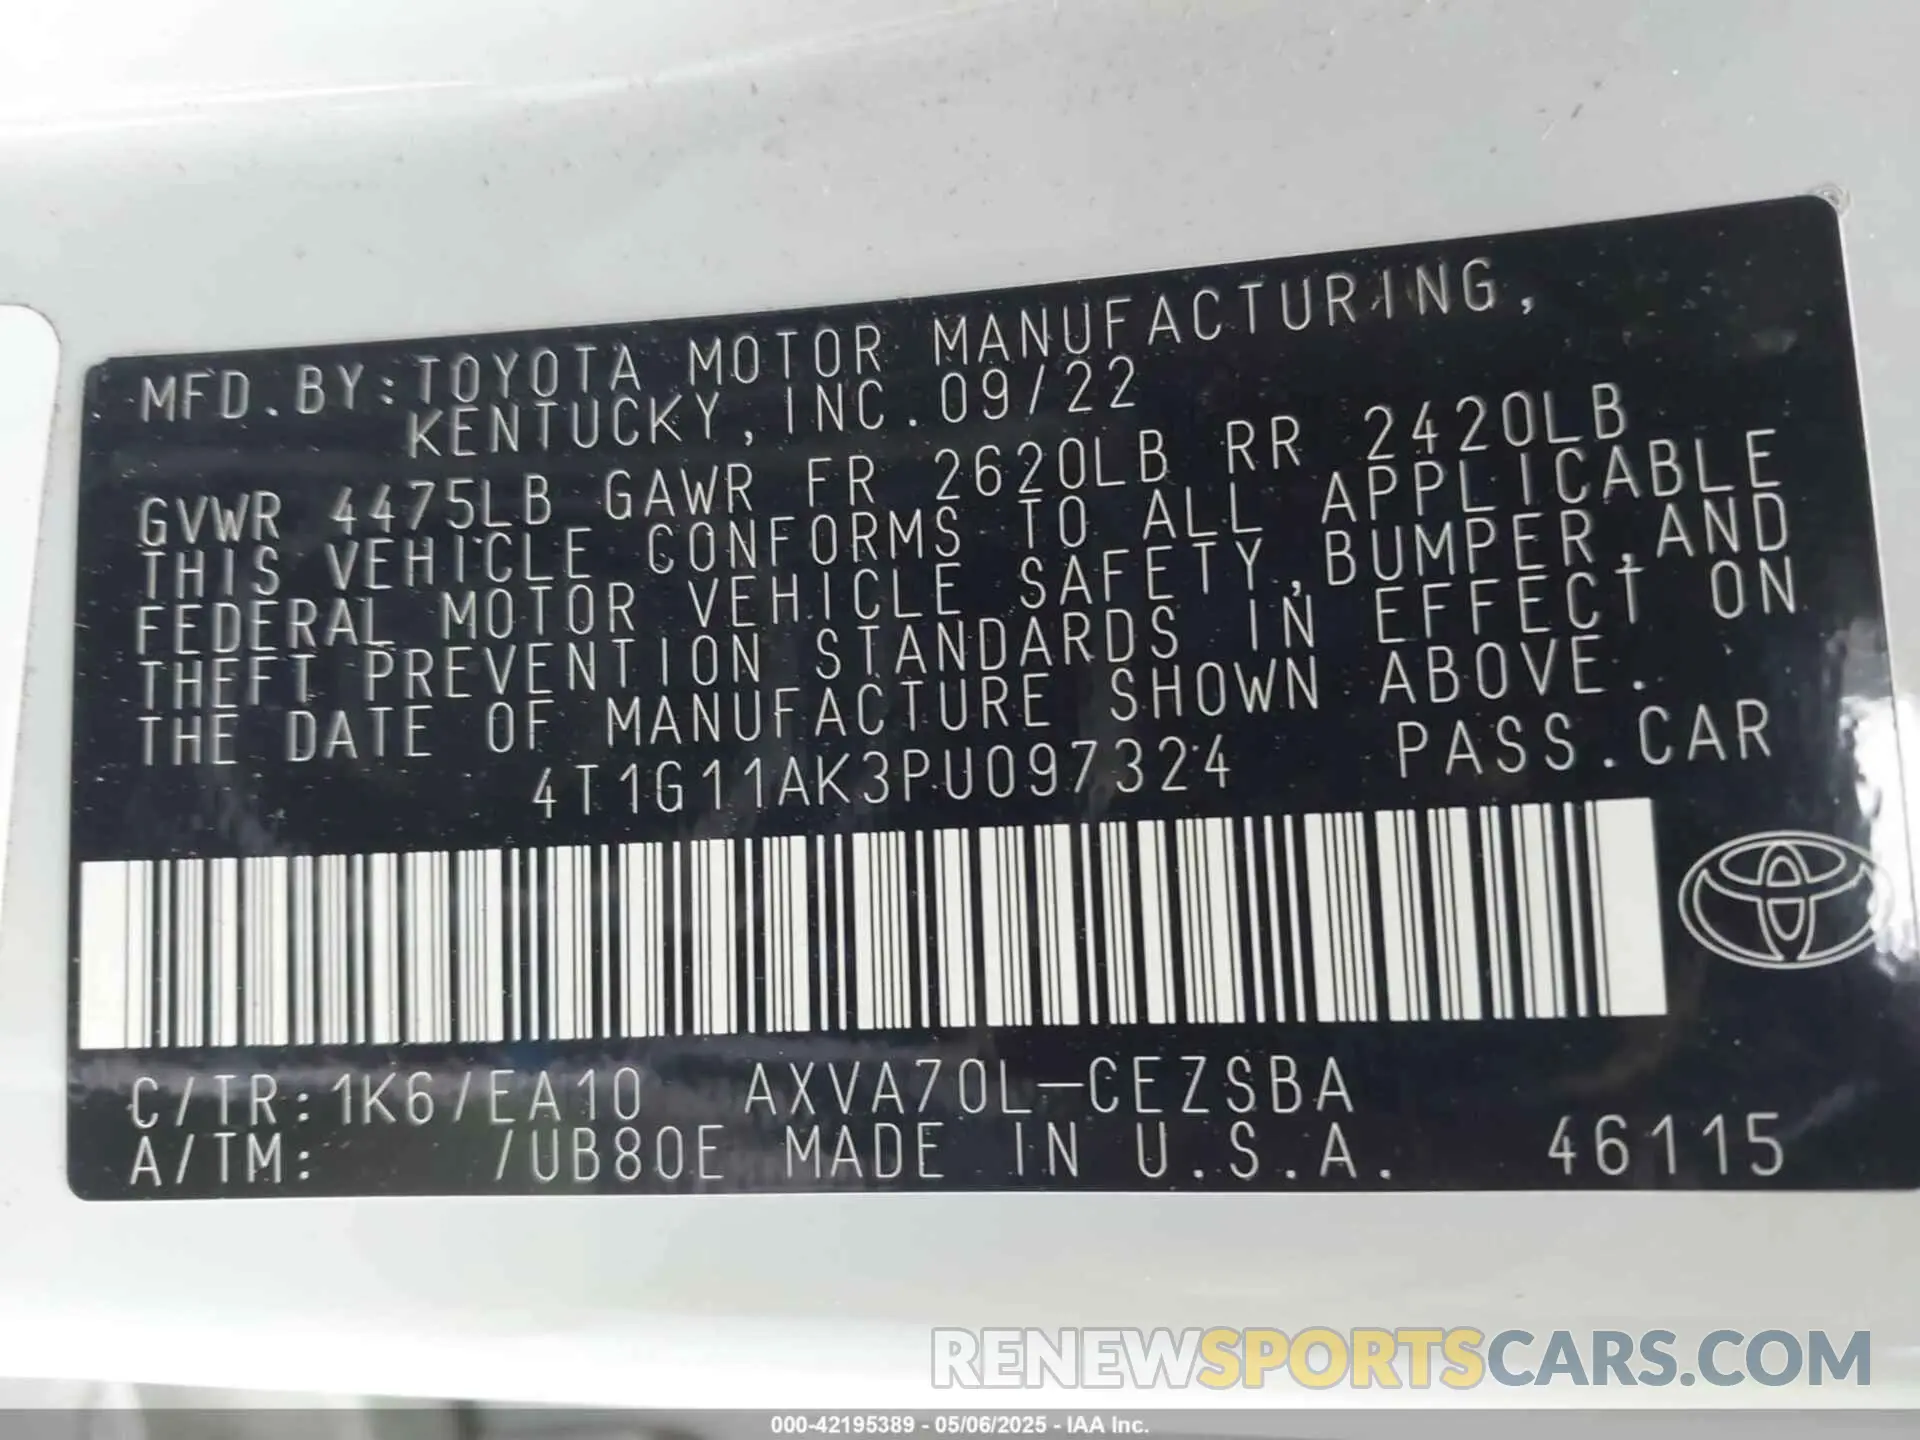 MFD.BY:TOYOTA MOTOR MANUFACTURING,
KENTUCKY,INC.09/22
GVWR 4475LB GAWR FR 2620LB RR 2420LB
THIS VEHICLE CONFORMS TO ALL APPLICABLE
FEDERAL MOTOR VEHICLE SAFETY,BUMPER,AND
THEFT PREVENTION STANDARDS IN EFFECT ON
THE DATE OF MANUFACTURE SHOWN ABOVE.
4T1G11AK3PU097324 PASS.CAR
C/TR:1K6/EA10 AXVA70L-CEZSBA
A/TM: /UB80E MADE IN U.S.A. 46115
RENEWSPORTSCARS.COM
000-42195389 - 05/06/2025 - IAA Inc.